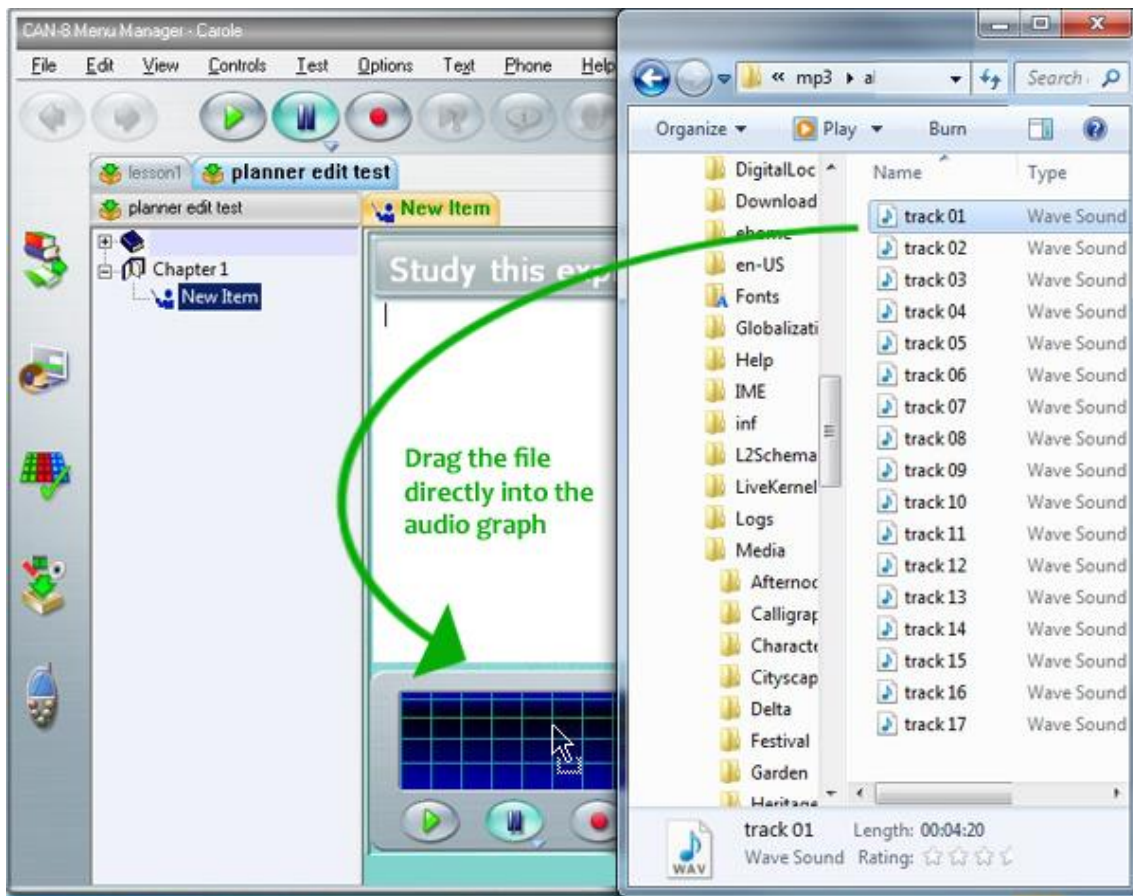 CAN-8 Menu Manager - Carole
File Edit View Controls Test Options Text Phone Help
lesson1 planner edit test
planner edit test
New Item
Chapter 1
New Item
Study this
Drag the file
directly into the
audio graph
« mp3
Search
Organize Play Burn
DigitalLoc
Download
ehome
en-US
Fonts
Globalizati
Help
IME
inf
L2Schema
LiveKernel
Logs
Media
Afternoo
Calligrap
Characte
Cityscap
Delta
Festival
Garden
Heritage
Name Type
track 01 Wave Sound
track 02 Wave Sound
track 03 Wave Sound
track 04 Wave Sound
track 05 Wave Sound
track 06 Wave Sound
track 07 Wave Sound
track 08 Wave Sound
track 09 Wave Sound
track 10 Wave Sound
track 11 Wave Sound
track 12 Wave Sound
track 13 Wave Sound
track 14 Wave Sound
track 15 Wave Sound
track 16 Wave Sound
track 17 Wave Sound
track 01 Length: 00:04:20
Wave Sound Rating:
WAV